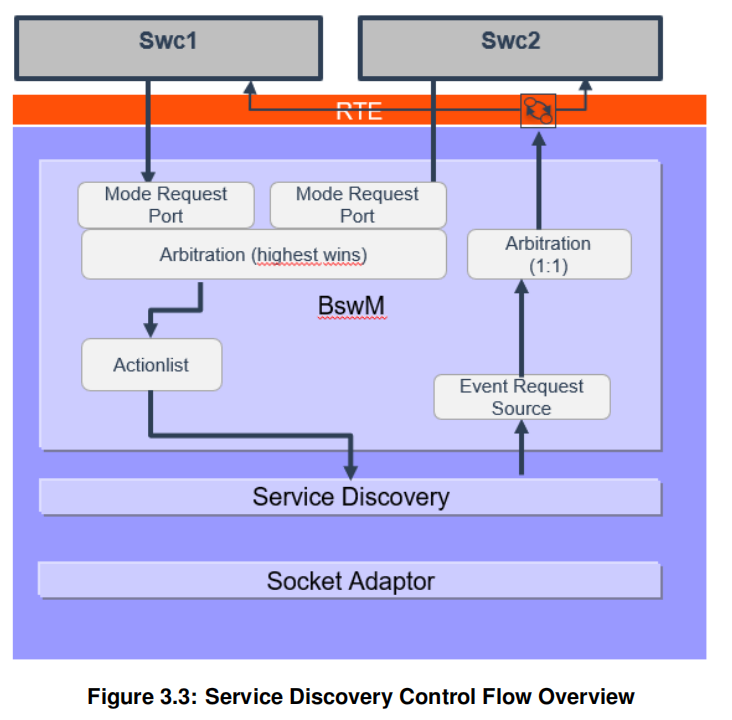 Swc1
Swc2
RTE
Mode Request
Port
Mode Request
Port
Arbitration (highest wins)
Arbitration
(1:1)
BswM
Actionlist
Event Request
Source
Service Discovery
Socket Adaptor
Figure 3.3: Service Discovery Control Flow Overview